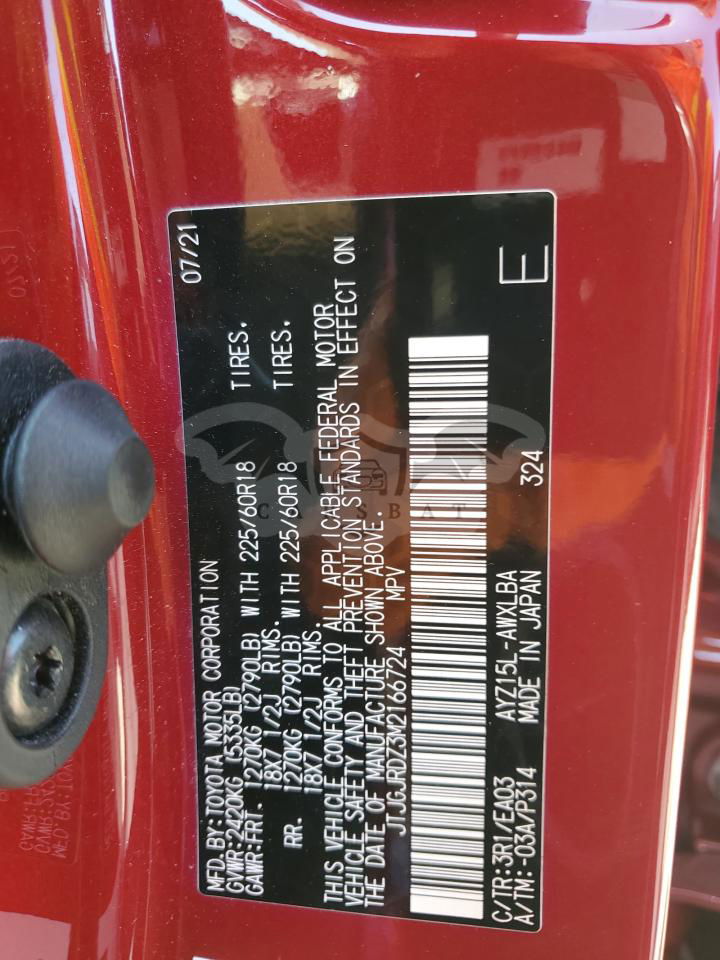 07/21
MFD.BY:TOYOTA MOTOR CORPORATION
GVWR:2420KG (5335LB)
GAWR:FRT. 1270KG (2790LB) WITH 225/60R18 TIRES.
18X7 1/2J RIMS.
RR. 1270KG (2790LB) WITH 225/60R18 TIRES.
18X7 1/2J RIMS.
THIS VEHICLE CONFORMS TO ALL APPLICABLE FEDERAL MOTOR
VEHICLE SAFETY AND THEFT PREVENTION STANDARDS IN EFFECT ON
THE DATE OF MANUFACTURE SHOWN ABOVE.
JTJGJRDZ3M2166724 MPV
C/TR:3R1/EA03 AYZ15L-AWXLBA 324
A/TM:-03A/P314 MADE IN JAPAN
E